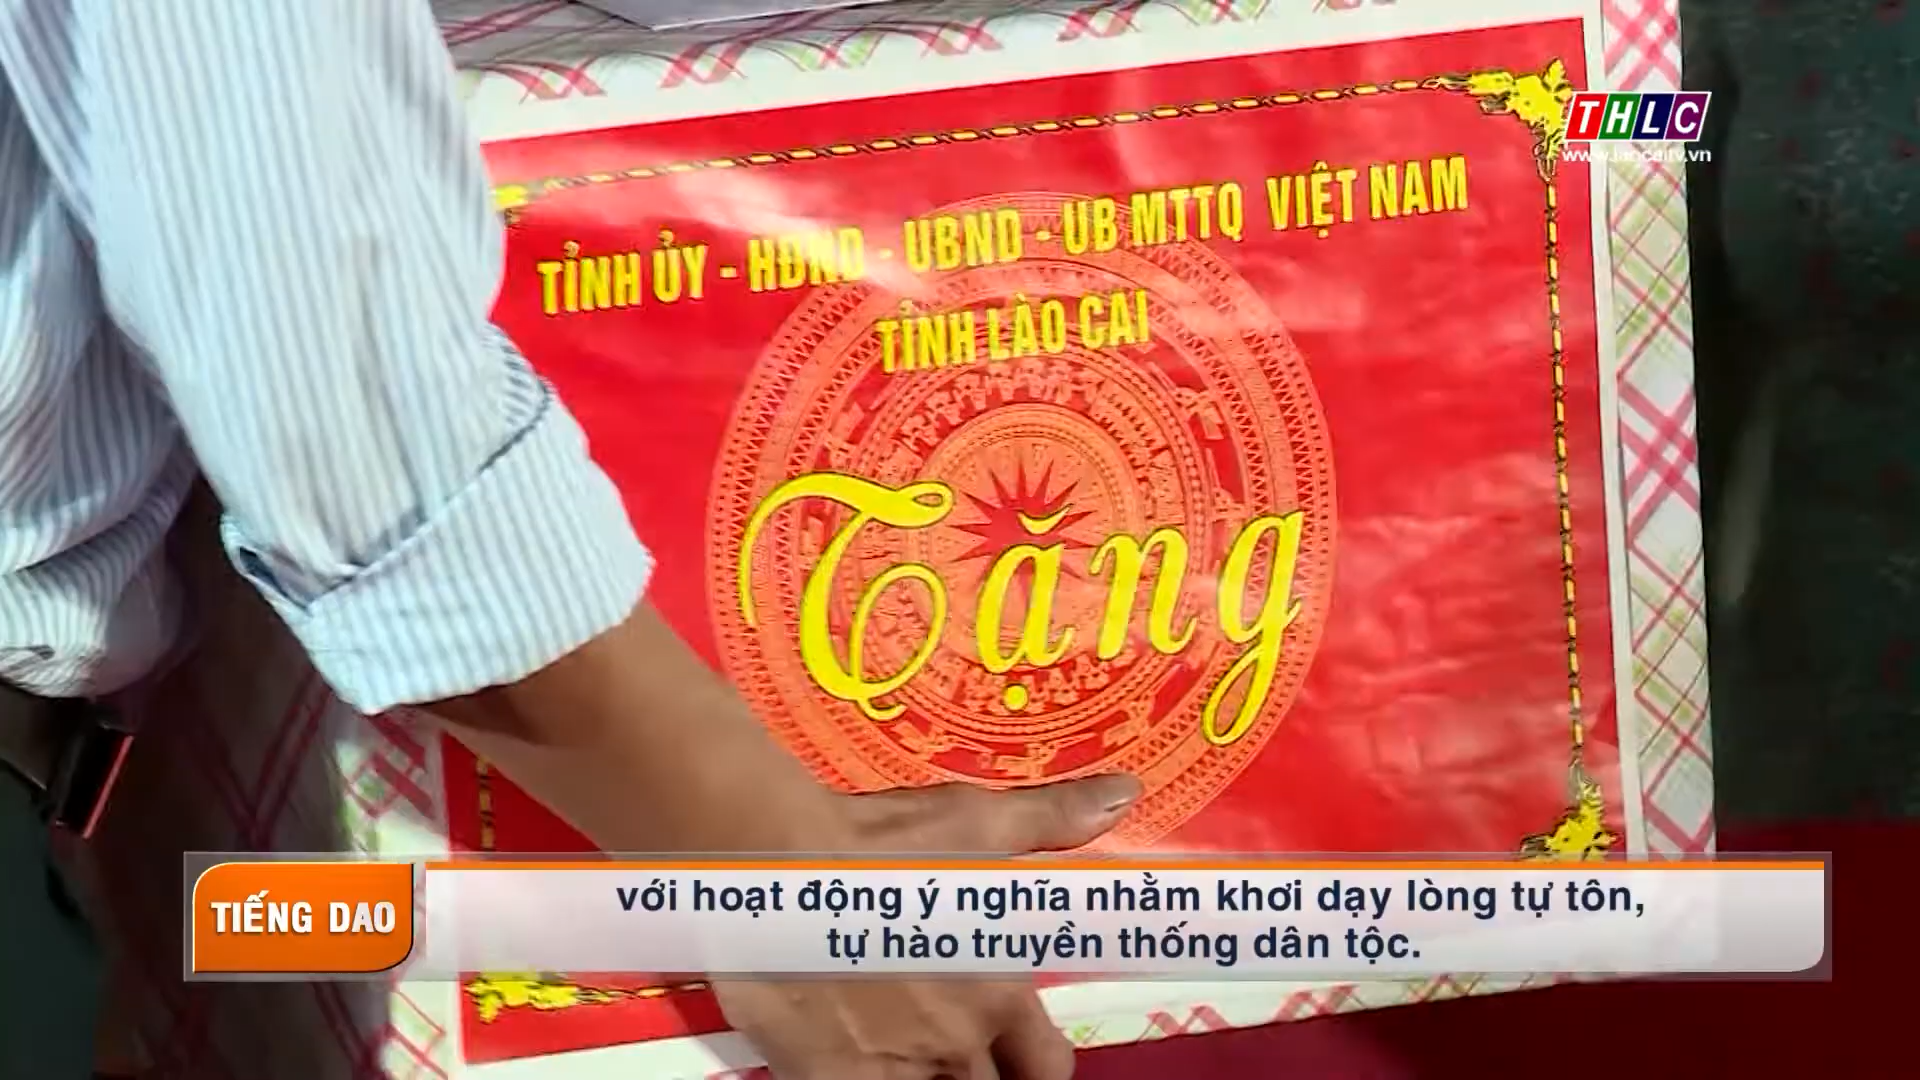 THLC
www.laocaitv.vn
TỈNH ỦY - HĐND - UBND - UB MTTQ VIỆT NAM
TỈNH LÀO CAI
Tặng
TIẾNG DAO
với hoạt động ý nghĩa nhằm khơi dạy lòng tự tôn,
tự hào truyền thống dân tộc.